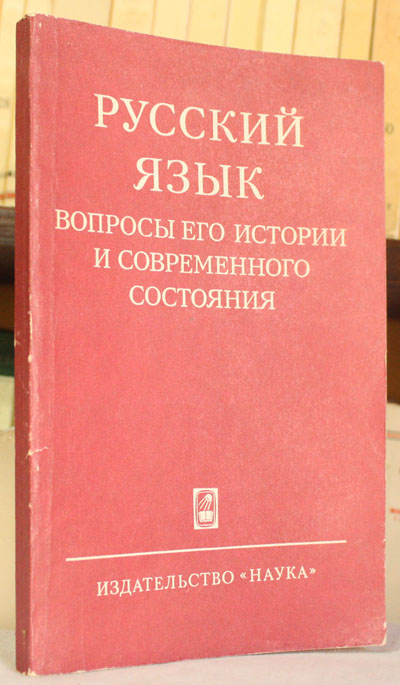 РУССКИЙ
ЯЗЫК
ВОПРОСЫ ЕГО ИСТОРИИ
И СОВРЕМЕННОГО
СОСТОЯНИЯ
ИЗДАТЕЛЬСТВО «НАУКА»